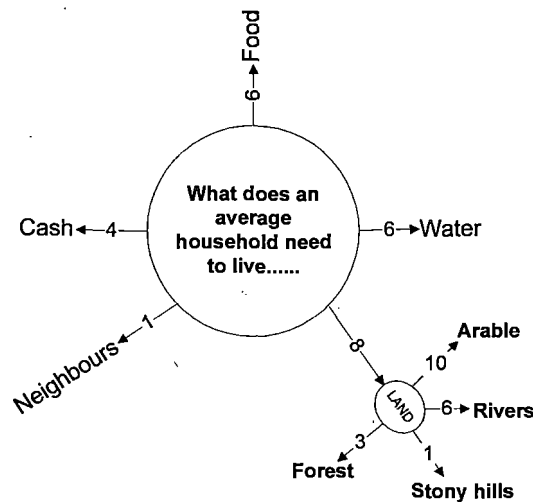 Food
6
What does an
average
household need
to live......
Cash
4
6
Water
1
Neighbours
8
LAND
10
Arable
6
Rivers
3
Forest
1
Stony hills